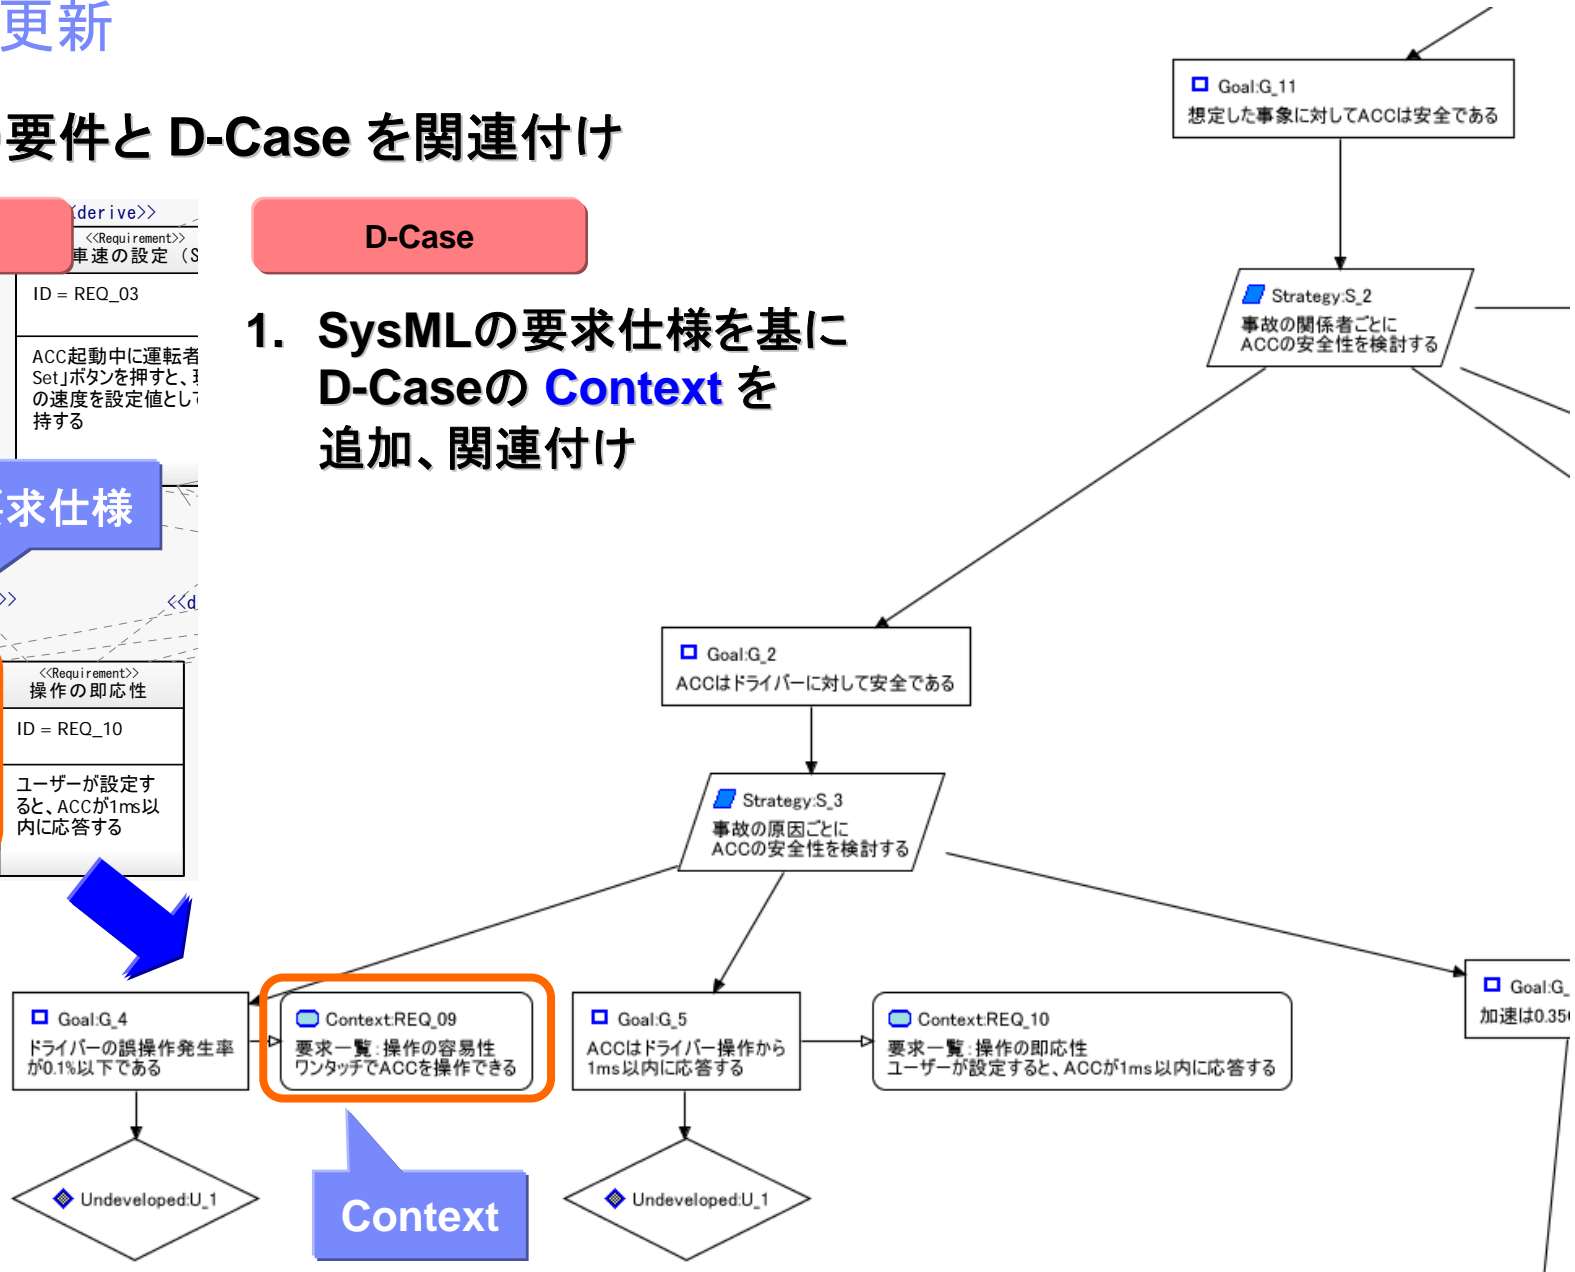 更新
要件と D-Case を関連付け
derive>>
<<Requirement>>
車速の設定（S
ID = REQ_03
ACC起動中に運転者
Set」ボタンを押すと、
の速度を設定値として
持する
求仕様
>>
<<d
<<Requirement>>
操作の即応性
ID = REQ_10
ユーザーが設定す
ると、ACCが1ms以
内に応答する
D-Case
1. SysMLの要求仕様を基に
D-Caseの Context を
追加、関連付け
Goal:G_11
想定した事象に対してACCは安全である
Strategy:S_2
事故の関係者ごとに
ACCの安全性を検討する
Goal:G_2
ACCはドライバーに対して安全である
Strategy:S_3
事故の原因ごとに
ACCの安全性を検討する
Goal:G_4
ドライバーの誤操作発生率
が0.1%以下である
Context:REQ_09
要求一覧：操作の容易性
ワンタッチでACCを操作できる
Goal:G_5
ACCはドライバー操作から
1ms以内に応答する
Context:REQ_10
要求一覧：操作の即応性
ユーザーが設定すると、ACCが1ms以内に応答する
Goal:G_
加速は0.35
Undeveloped:U_1
Context
Undeveloped:U_1